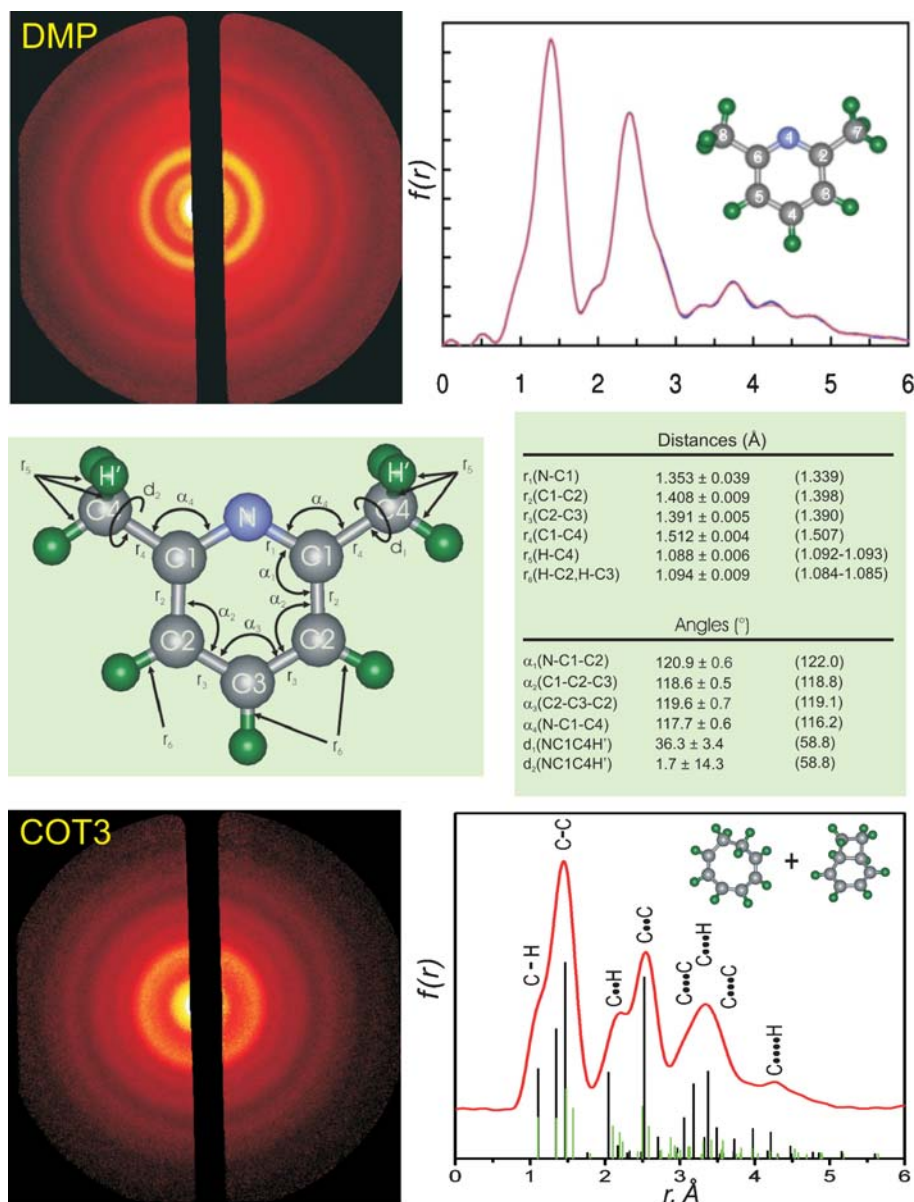 DMP
f(r)
8
1
7
6
2
5
3
4
0 1 2 3 4 5 6
r₅
H'
H'
r₅
C4
d₂
α₄
N
α₄
C4
r₄
C1
r₁
C1
r₄
d₁
α₁
r₂
α₂
α₂
r₂
C2
α₃
C2
r₃
C3
r₃
r₆
r₆
Distances (Å)
r₁(N-C1) 1.353 ± 0.039 (1.339)
r₂(C1-C2) 1.408 ± 0.009 (1.398)
r₃(C2-C3) 1.391 ± 0.005 (1.390)
r₄(C1-C4) 1.512 ± 0.004 (1.507)
r₅(H-C4) 1.088 ± 0.006 (1.092-1.093)
r₆(H-C2,H-C3) 1.094 ± 0.009 (1.084-1.085)
Angles (°)
α₁(N-C1-C2) 120.9 ± 0.6 (122.0)
α₂(C1-C2-C3) 118.6 ± 0.5 (118.8)
α₃(C2-C3-C2) 119.6 ± 0.7 (119.1)
α₄(N-C1-C4) 117.7 ± 0.6 (116.2)
d₁(NC1C4H') 36.3 ± 3.4 (58.8)
d₂(NC1C4H') 1.7 ± 14.3 (58.8)
COT3
f(r)
C-H
C-C
C••H
C••C
C•••C
C•••H
C•••C
C••••H
+
0 1 2 3 4 5 6
r, Å